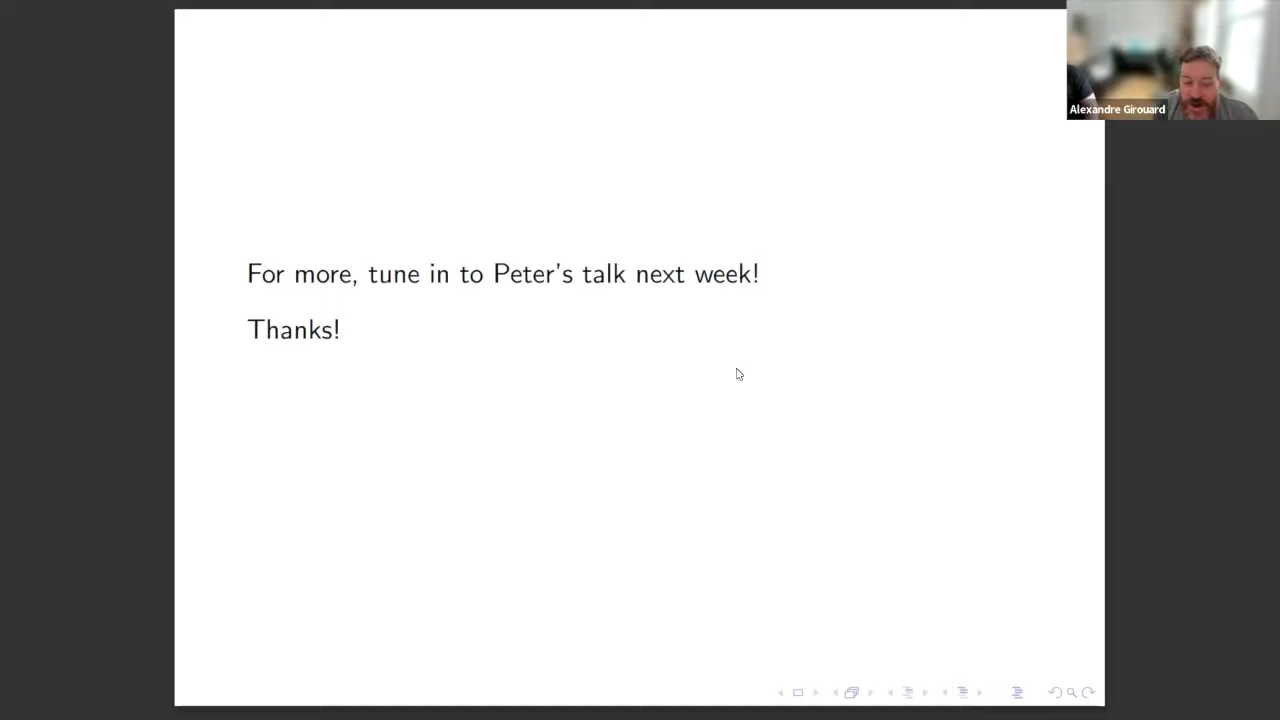 Alexandre Girouard
For more, tune in to Peter's talk next week!
Thanks!